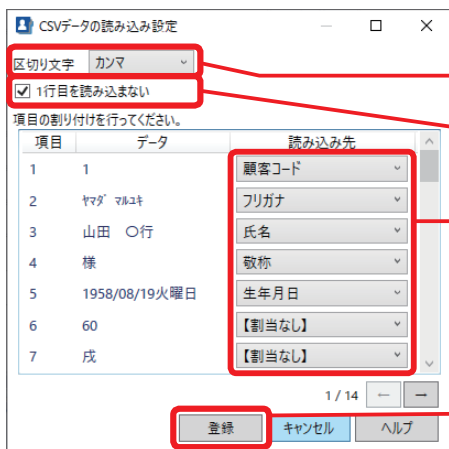 CSVデータの読み込み設定
区切り文字 カンマ
1行目を読み込まない
項目の割り付けを行ってください。
項目 データ 読み込み先
1 1 顧客コード
2 ﾔﾏﾀﾞ ﾏﾙﾕｷ フリガナ
3 山田　〇行 氏名
4 様 敬称
5 1958/08/19火曜日 生年月日
6 60 【割当なし】
7 戌 【割当なし】
1 / 14 ← →
登録 キャンセル ヘルプ